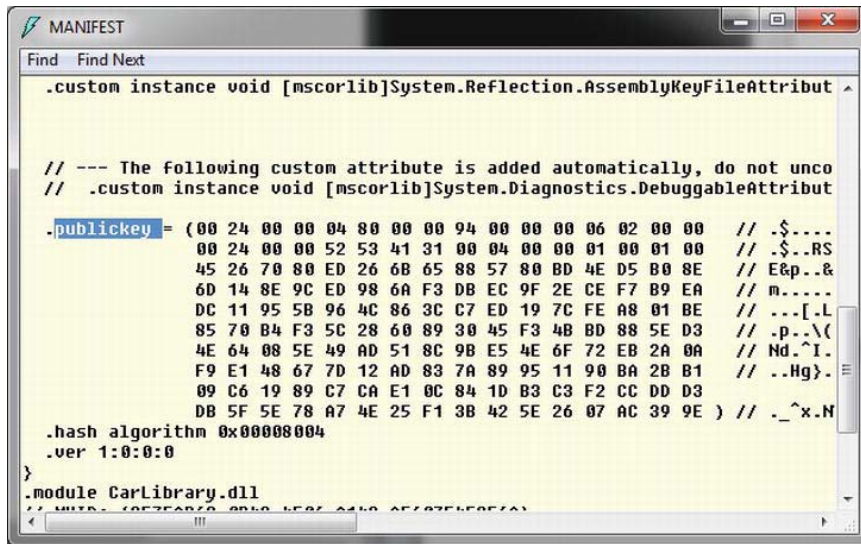 MANIFEST
Find Find Next
.custom instance void [mscorlib]System.Reflection.AssemblyKeyFileAttribut
// --- The following custom attribute is added automatically, do not unco
// .custom instance void [mscorlib]System.Diagnostics.DebuggableAttribut
.publickey = (00 24 00 00 04 80 00 00 94 00 00 00 06 02 00 00 // .$....
00 24 00 00 52 53 41 31 00 04 00 00 01 00 01 00 // .$..RS
45 26 70 80 ED 26 6B 65 88 57 80 BD 4E D5 B0 8E // E&p..&
6D 14 8E 9C ED 98 6A F3 DB EC 9F 2E CE F7 B9 EA // m.....
DC 11 95 5B 96 4C 86 3C C7 ED 19 7C FE A8 01 BE // ...[.L
85 70 B4 F3 5C 28 60 89 30 45 F3 4B BD 88 5E D3 // .p..\(
4E 64 08 5E 49 AD 51 8C 9B E5 4E 6F 72 EB 2A 0A // Nd.^I.
F9 E1 48 67 7D 12 AD 83 7A 89 95 11 90 BA 2B B1 // ..Hg}.
09 C6 19 89 C7 CA E1 0C 84 1D B3 C3 F2 CC DD D3
DB 5F 5E 78 A7 4E 25 F1 3B 42 5E 26 07 AC 39 9E ) // ._^x.N
.hash algorithm 0x00008004
.ver 1:0:0:0
}
.module CarLibrary.dll